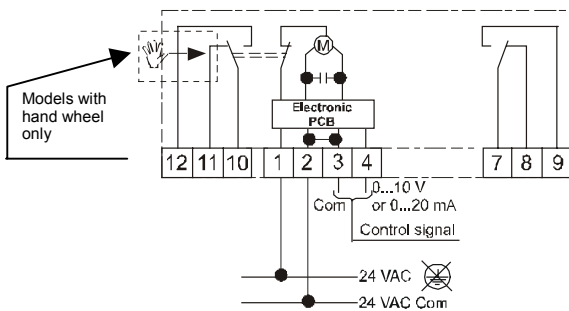 M
Electronic
PCB
Models with
hand wheel
only
12 11 10 1 2 3 4 7 8 9
0...10 V
Com or 0...20 mA
Control signal
24 VAC
24 VAC Com